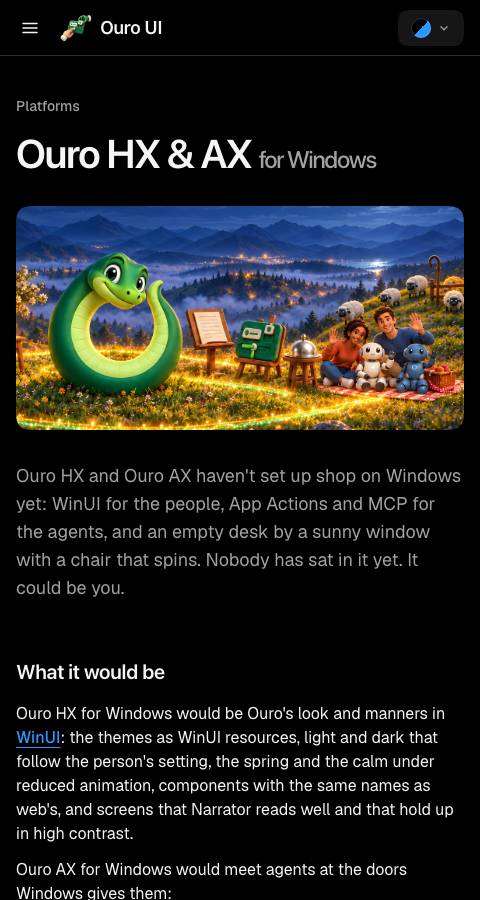 Ouro UI
Platforms
Ouro HX & AX for Windows
Ouro HX and Ouro AX haven't set up shop on Windows
yet: WinUI for the people, App Actions and MCP for
the agents, and an empty desk by a sunny window
with a chair that spins. Nobody has sat in it yet. It
could be you.
What it would be
Ouro HX for Windows would be Ouro's look and manners in
WinUI: the themes as WinUI resources, light and dark that
follow the person's setting, the spring and the calm under
reduced animation, components with the same names as
web's, and screens that Narrator reads well and that hold up
in high contrast.
Ouro AX for Windows would meet agents at the doors
Windows gives them: